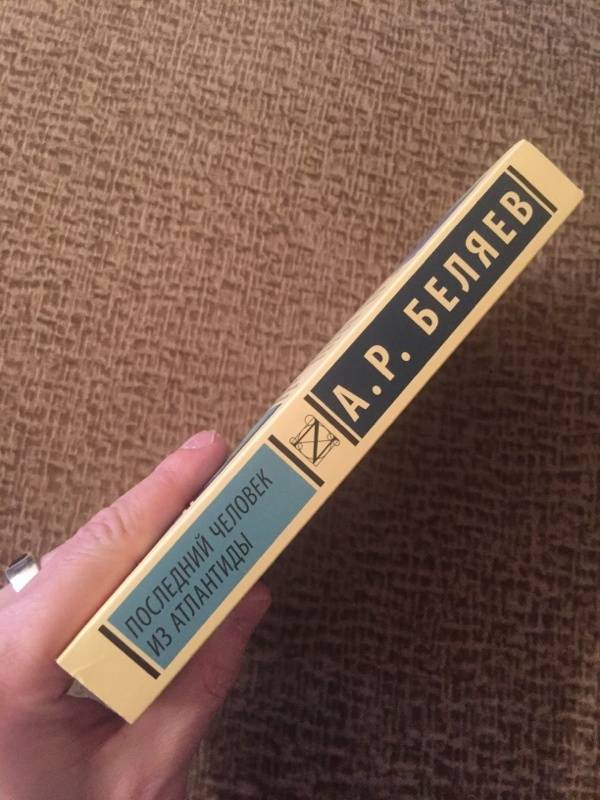 А. Р. БЕЛЯЕВ
ПОСЛЕДНИЙ ЧЕЛОВЕК
ИЗ АТЛАНТИДЫ